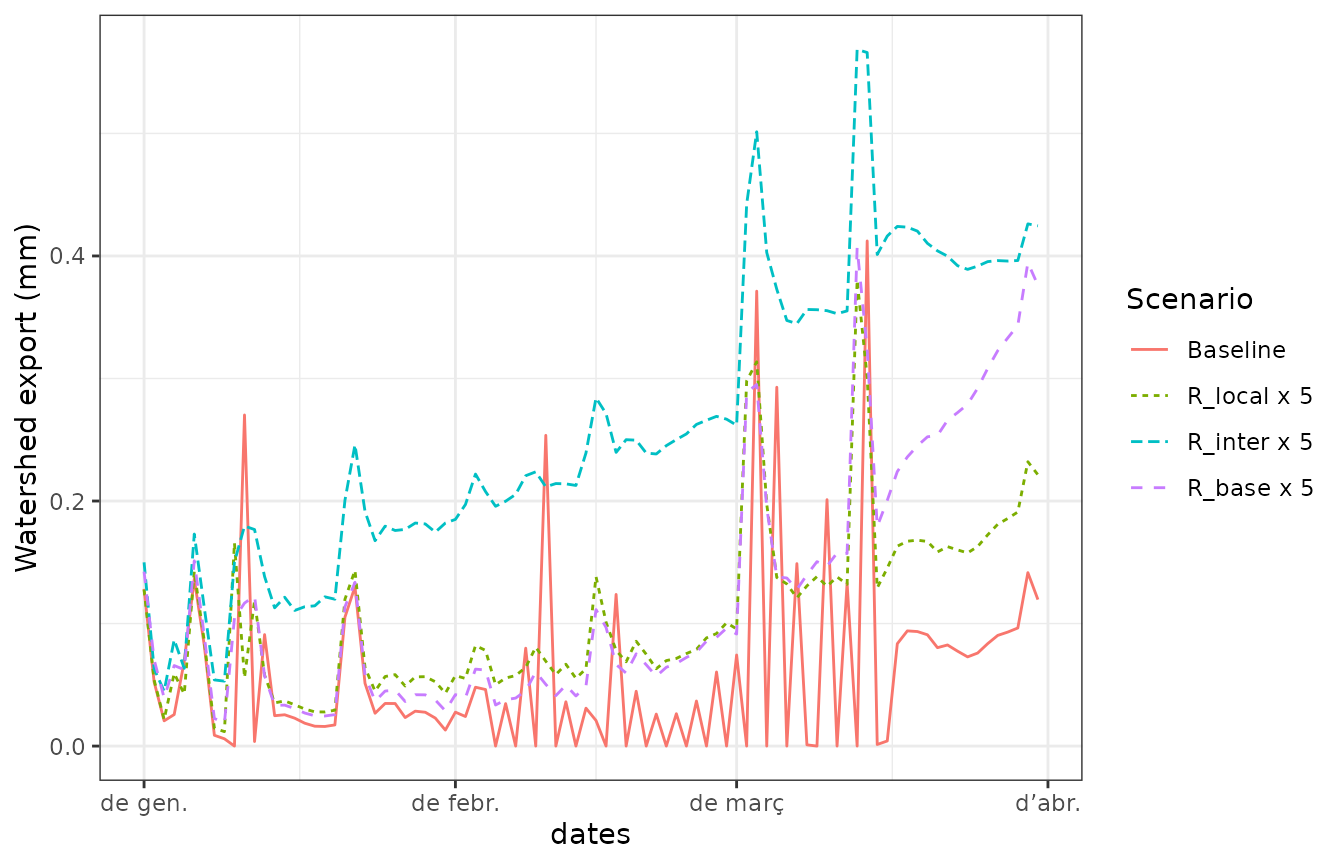 Watershed export (mm)
0.4
0.2
0.0
de gen.
de febr.
de març
d’abr.
dates
Scenario
Baseline
R_local x 5
R_inter x 5
R_base x 5